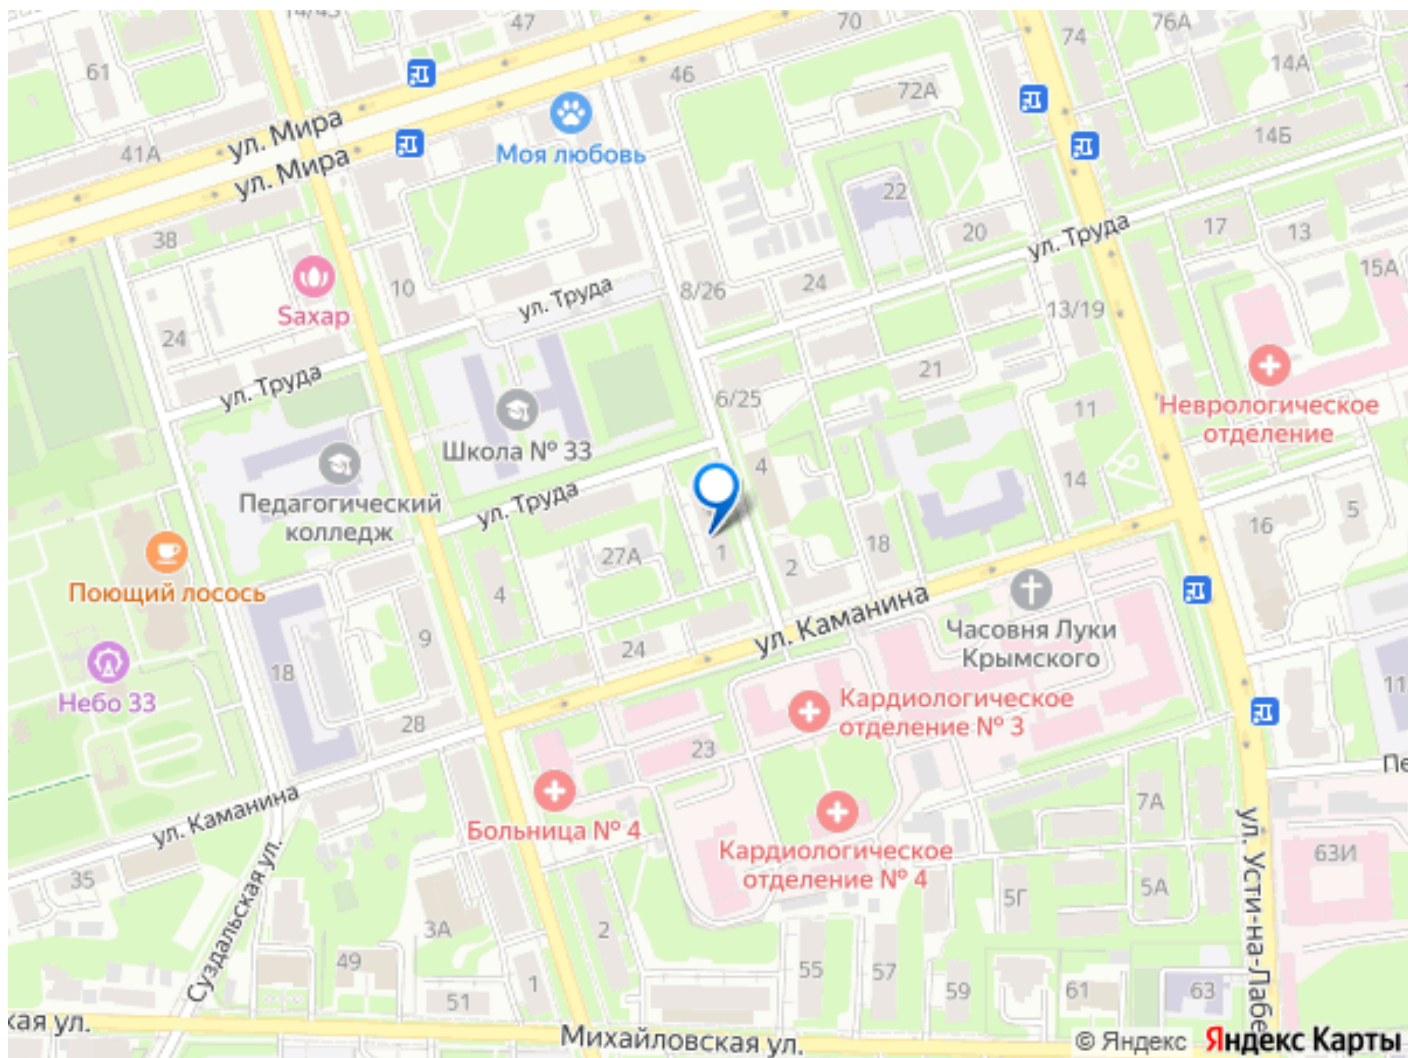 14/43
47
70
76А
74
61
46
14А
72А
ул. Мира
41А
ул. Мира
Моя любовь
14Б
22
38
20
ул. Труда
17
13
10
8/26
24
15А
Saxap
ул. Труда
13/19
24
21
ул. Труда
6/25
11
Неврологическое
отделение
Школа № 33
4
14
Педагогический
колледж
ул. Труда
16
5
27А
1
18
2
Поющий лосось
4
ул. Каманина
Часовня Луки
Крымского
9
24
18
Небо 33
Кардиологическое
отделение № 3
11
28
23
Пе
ул. Каманина
Больница № 4
7А
Кардиологическое
отделение № 4
63И
35
5А
5Г
ул. Усти-на-Лабе
Суздальская ул.
3А
2
49
55
57
59
61
63
1
51
кая ул.
Михайловская ул.
© Яндекс Яндекс Карты